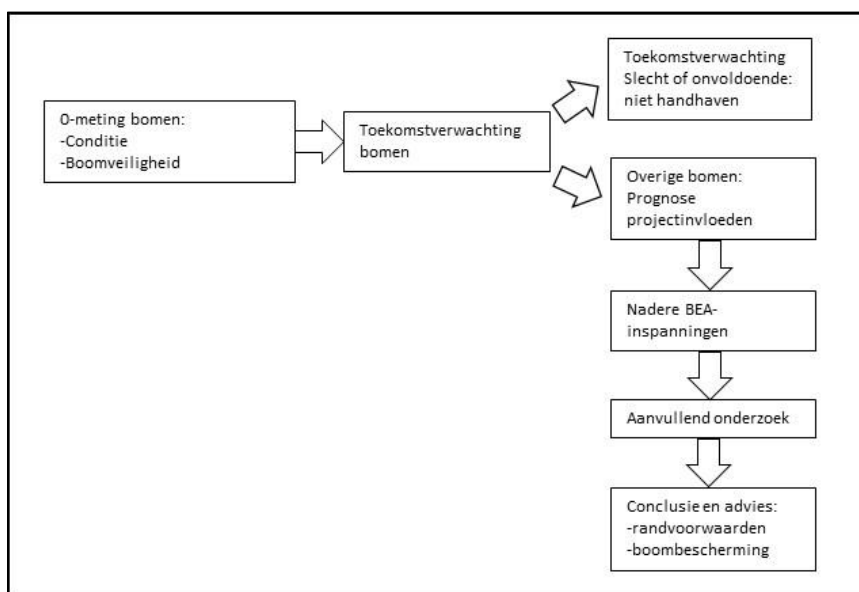 0-meting bomen:
-Conditie
-Boomveiligheid
Toekomstverwachting
bomen
Toekomstverwachting
Slecht of onvoldoende:
niet handhaven
Overige bomen:
Prognose
projectinvloeden
Nadere BEA-
inspanningen
Aanvullend onderzoek
Conclusie en advies:
-randvoorwaarden
-boombescherming